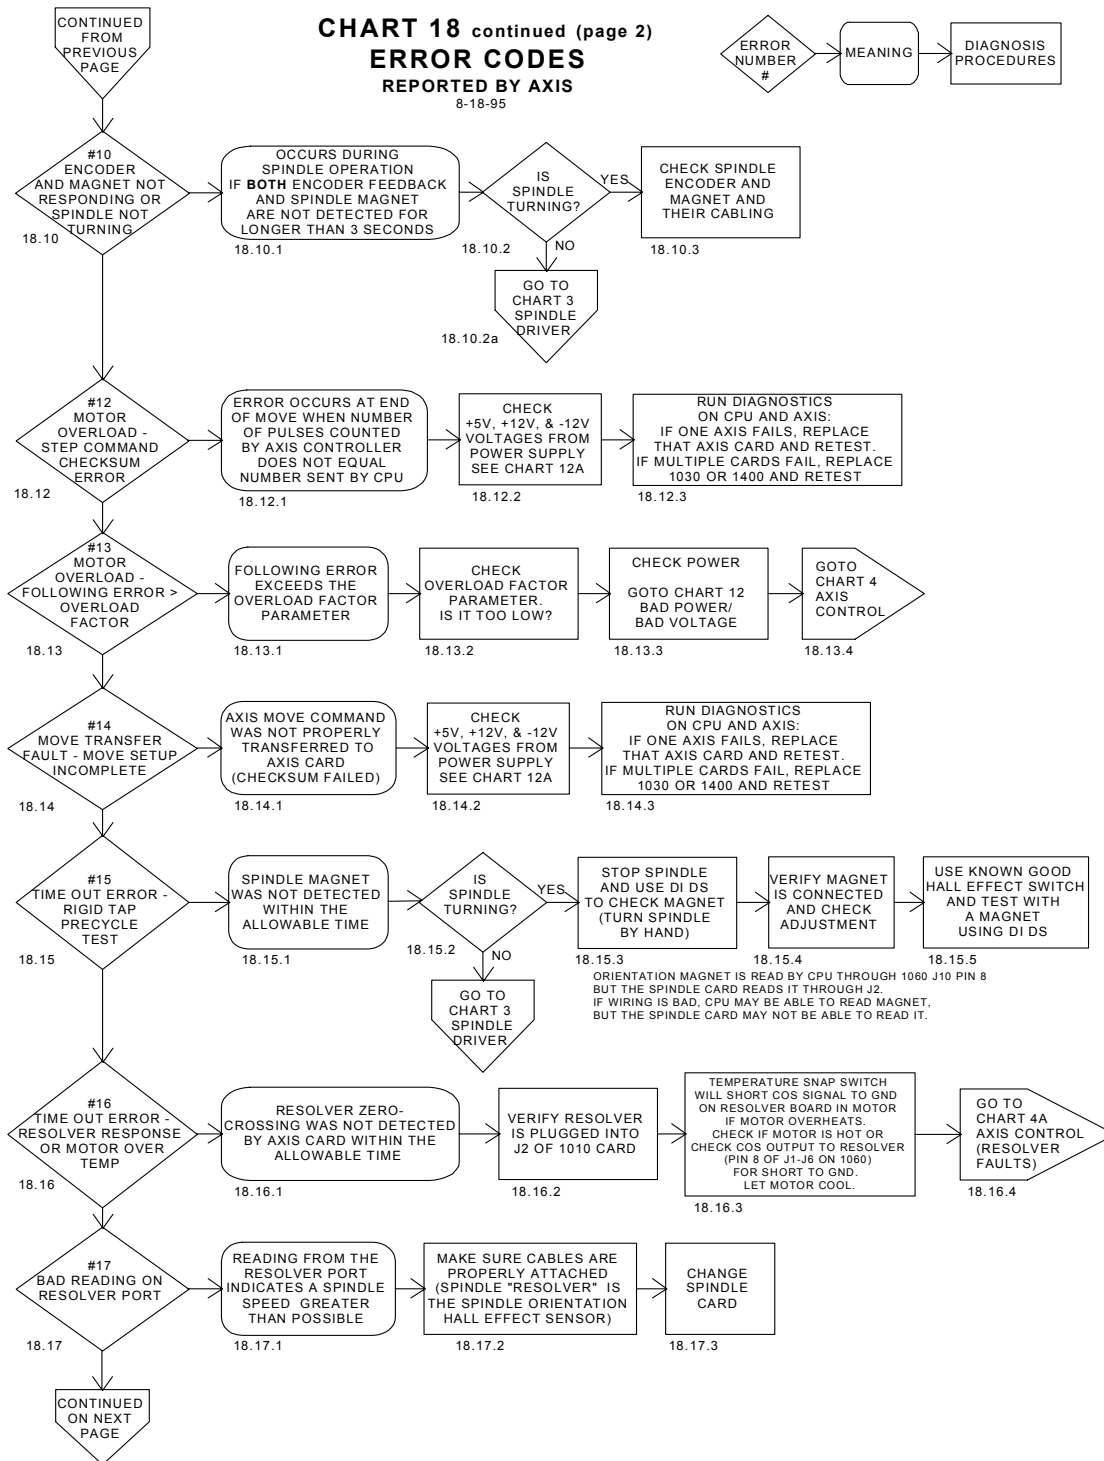 CONTINUED
FROM
PREVIOUS
PAGE
CHART 18 continued (page 2)
ERROR CODES
REPORTED BY AXIS
8-18-95
ERROR
NUMBER
#
MEANING
DIAGNOSIS
PROCEDURES
#10
ENCODER
AND MAGNET NOT
RESPONDING OR
SPINDLE NOT
TURNING
18.10
OCCURS DURING
SPINDLE OPERATION
IF BOTH ENCODER FEEDBACK
AND SPINDLE MAGNET
ARE NOT DETECTED FOR
LONGER THAN 3 SECONDS
18.10.1
IS
SPINDLE
TURNING?
18.10.2
YES
CHECK SPINDLE
ENCODER AND
MAGNET AND
THEIR CABLING
18.10.3
NO
GO TO
CHART 3
SPINDLE
DRIVER
18.10.2a
#12
MOTOR
OVERLOAD -
STEP COMMAND
CHECKSUM
ERROR
18.12
ERROR OCCURS AT END
OF MOVE WHEN NUMBER
OF PULSES COUNTED
BY AXIS CONTROLLER
DOES NOT EQUAL
NUMBER SENT BY CPU
18.12.1
CHECK
+5V, +12V, & -12V
VOLTAGES FROM
POWER SUPPLY
SEE CHART 12A
18.12.2
RUN DIAGNOSTICS
ON CPU AND AXIS:
IF ONE AXIS FAILS, REPLACE
THAT AXIS CARD AND RETEST.
IF MULTIPLE CARDS FAIL, REPLACE
1030 OR 1400 AND RETEST
18.12.3
#13
MOTOR
OVERLOAD -
FOLLOWING ERROR >
OVERLOAD
FACTOR
18.13
FOLLOWING ERROR
EXCEEDS THE
OVERLOAD FACTOR
PARAMETER
18.13.1
CHECK
OVERLOAD FACTOR
PARAMETER.
IS IT TOO LOW?
18.13.2
CHECK POWER
GOTO CHART 12
BAD POWER/
BAD VOLTAGE
18.13.3
GOTO
CHART 4
AXIS
CONTROL
18.13.4
#14
MOVE TRANSFER
FAULT - MOVE SETUP
INCOMPLETE
18.14
AXIS MOVE COMMAND
WAS NOT PROPERLY
TRANSFERRED TO
AXIS CARD
(CHECKSUM FAILED)
18.14.1
CHECK
+5V, +12V, & -12V
VOLTAGES FROM
POWER SUPPLY
SEE CHART 12A
18.14.2
RUN DIAGNOSTICS
ON CPU AND AXIS:
IF ONE AXIS FAILS, REPLACE
THAT AXIS CARD AND RETEST.
IF MULTIPLE CARDS FAIL, REPLACE
1030 OR 1400 AND RETEST
18.14.3
#15
TIME OUT ERROR -
RIGID TAP
PRECYCLE
TEST
18.15
SPINDLE MAGNET
WAS NOT DETECTED
WITHIN THE
ALLOWABLE TIME
18.15.1
IS
SPINDLE
TURNING?
18.15.2
YES
STOP SPINDLE
AND USE DI DS
TO CHECK MAGNET
(TURN SPINDLE
BY HAND)
18.15.3
VERIFY MAGNET
IS CONNECTED
AND CHECK
ADJUSTMENT
18.15.4
USE KNOWN GOOD
HALL EFFECT SWITCH
AND TEST WITH
A MAGNET
USING DI DS
18.15.5
ORIENTATION MAGNET IS READ BY CPU THROUGH 1060 J10 PIN 8
BUT THE SPINDLE CARD READS IT THROUGH J2.
IF WIRING IS BAD, CPU MAY BE ABLE TO READ MAGNET,
BUT THE SPINDLE CARD MAY NOT BE ABLE TO READ IT.
NO
GO TO
CHART 3
SPINDLE
DRIVER
#16
TIME OUT ERROR -
RESOLVER RESPONSE
OR MOTOR OVER
TEMP
18.16
RESOLVER ZERO-
CROSSING WAS NOT DETECTED
BY AXIS CARD WITHIN THE
ALLOWABLE TIME
18.16.1
VERIFY RESOLVER
IS PLUGGED INTO
J2 OF 1010 CARD
18.16.2
TEMPERATURE SNAP SWITCH
WILL SHORT COS SIGNAL TO GND
ON RESOLVER BOARD IN MOTOR
IF MOTOR OVERHEATS.
CHECK IF MOTOR IS HOT OR
CHECK COS OUTPUT TO RESOLVER
(PIN 8 OF J1-J6 ON 1060)
FOR SHORT TO GND.
LET MOTOR COOL.
18.16.3
GO TO
CHART 4A
AXIS CONTROL
(RESOLVER
FAULTS)
18.16.4
#17
BAD READING ON
RESOLVER PORT
18.17
READING FROM THE
RESOLVER PORT
INDICATES A SPINDLE
SPEED GREATER
THAN POSSIBLE
18.17.1
MAKE SURE CABLES ARE
PROPERLY ATTACHED
(SPINDLE "RESOLVER" IS
THE SPINDLE ORIENTATION
HALL EFFECT SENSOR)
18.17.2
CHANGE
SPINDLE
CARD
18.17.3
CONTINUED
ON NEXT
PAGE